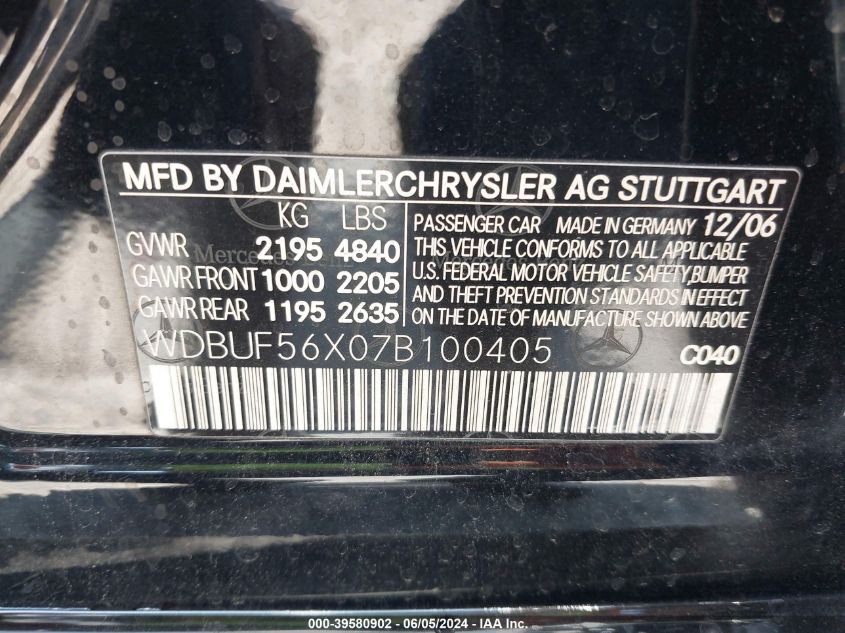 MFD BY DAIMLERCHRYSLER AG STUTTGART
KG LBS
GVWR 2195 4840
GAWR FRONT 1000 2205
GAWR REAR 1195 2635
PASSENGER CAR MADE IN GERMANY 12/06
THIS VEHICLE CONFORMS TO ALL APPLICABLE
U.S. FEDERAL MOTOR VEHICLE SAFETY, BUMPER
AND THEFT PREVENTION STANDARDS IN EFFECT
ON THE DATE OF MANUFACTURE SHOWN ABOVE
Mercedes-Benz
WDBUF56X07B100405
C040
000-39580902 - 06/05/2024 - IAA Inc.